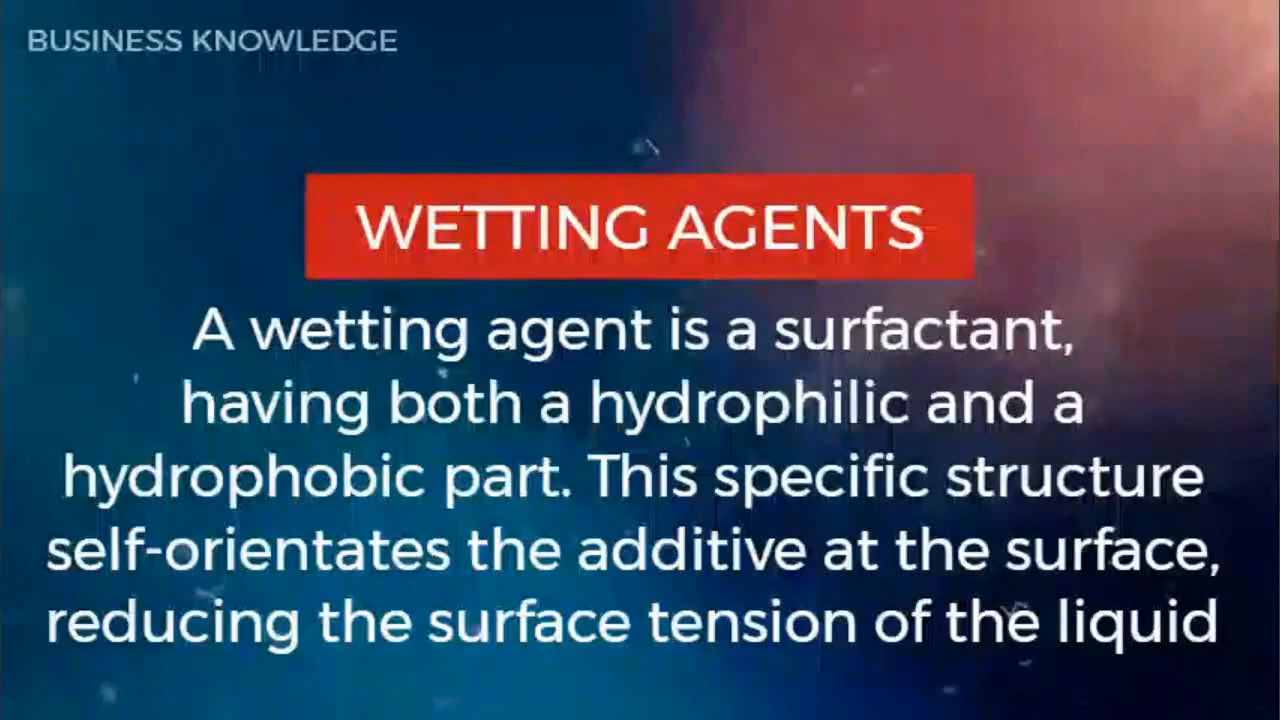 BUSINESS KNOWLEDGE
WETTING AGENTS
A wetting agent is a surfactant,
having both a hydrophilic and a
hydrophobic part. This specific structure
self-orientates the additive at the surface,
reducing the surface tension of the liquid